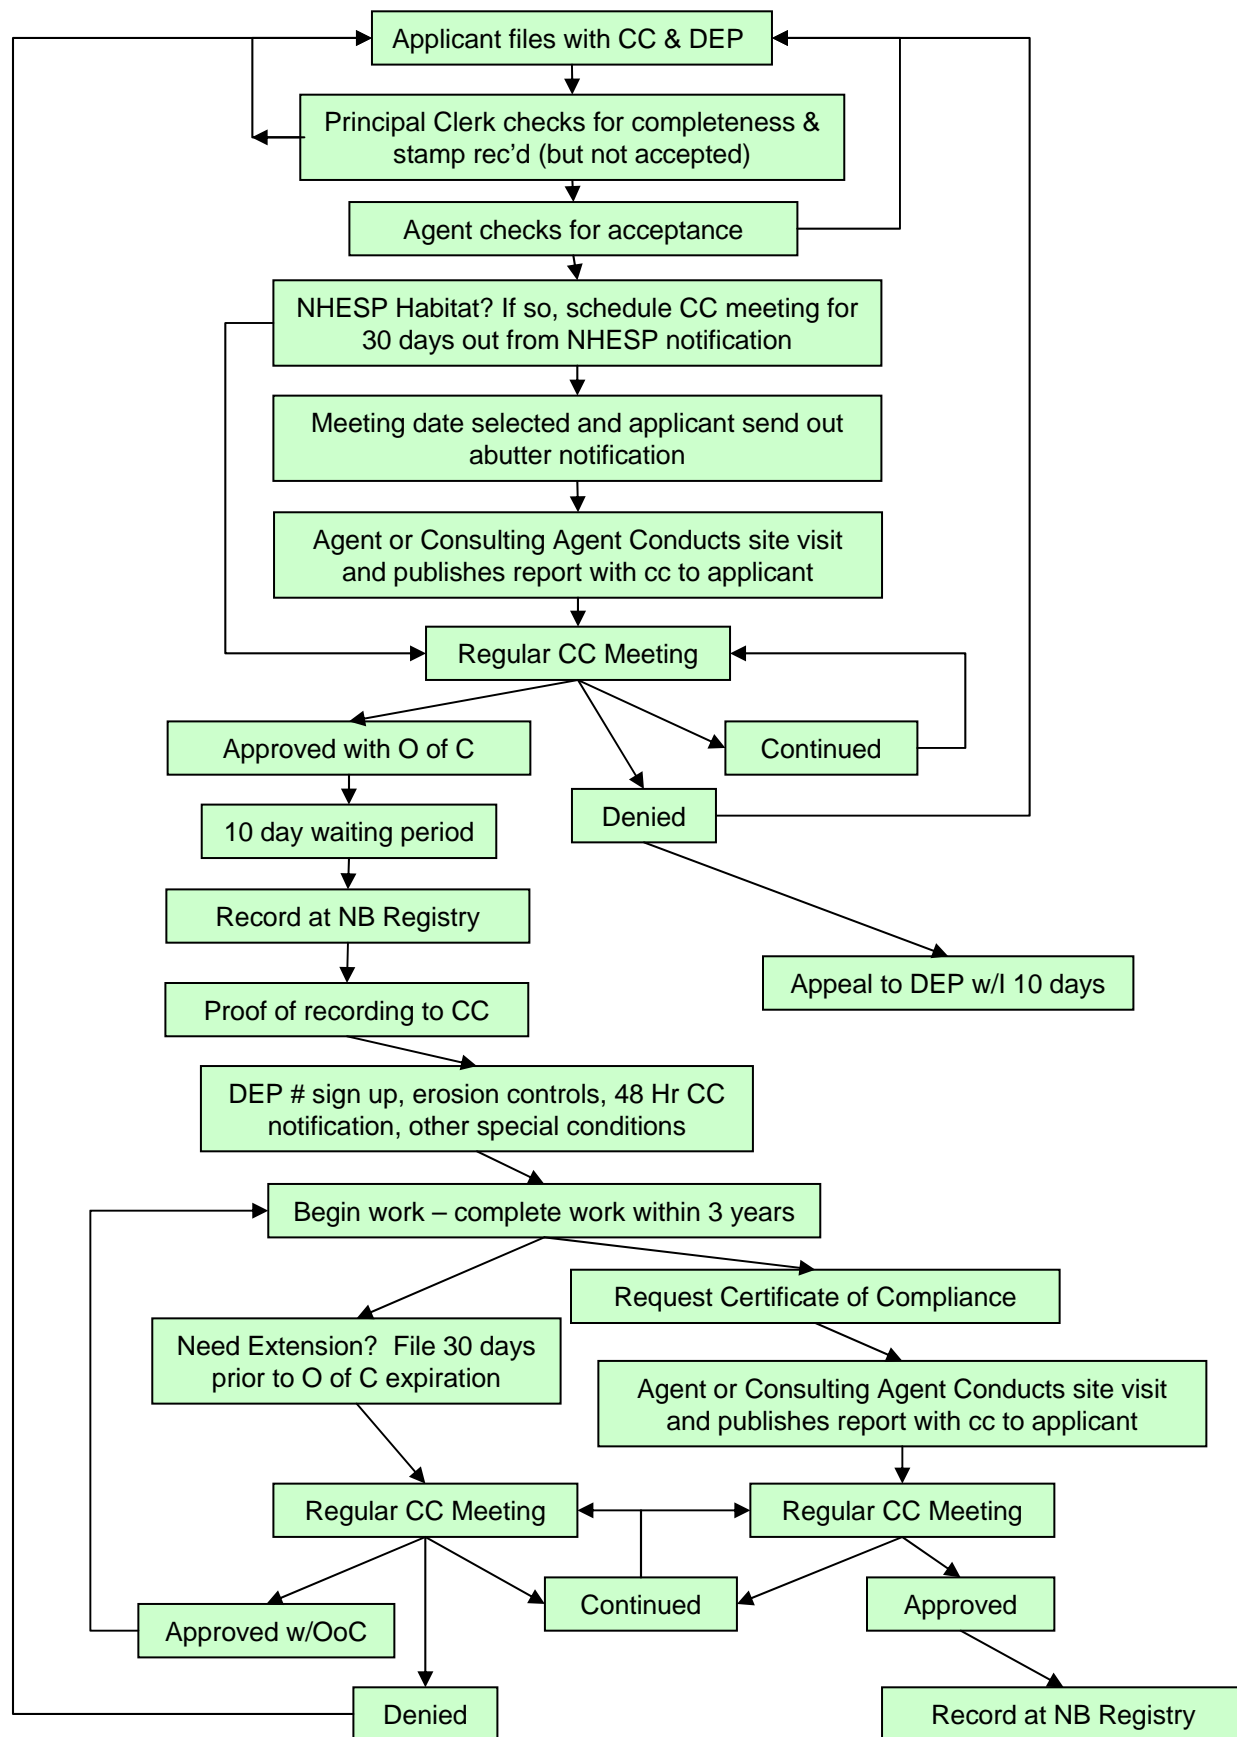 Applicant files with CC & DEP
Principal Clerk checks for completeness &
stamp rec’d (but not accepted)
Agent checks for acceptance
NHESP Habitat? If so, schedule CC meeting for
30 days out from NHESP notification
Meeting date selected and applicant send out
abutter notification
Agent or Consulting Agent Conducts site visit
and publishes report with cc to applicant
Regular CC Meeting
Approved with O of C
Continued
10 day waiting period
Denied
Record at NB Registry
Appeal to DEP w/I 10 days
Proof of recording to CC
DEP # sign up, erosion controls, 48 Hr CC
notification, other special conditions
Begin work – complete work within 3 years
Request Certificate of Compliance
Need Extension?  File 30 days
prior to O of C expiration
Agent or Consulting Agent Conducts site visit
and publishes report with cc to applicant
Regular CC Meeting
Regular CC Meeting
Continued
Approved
Approved w/OoC
Denied
Record at NB Registry